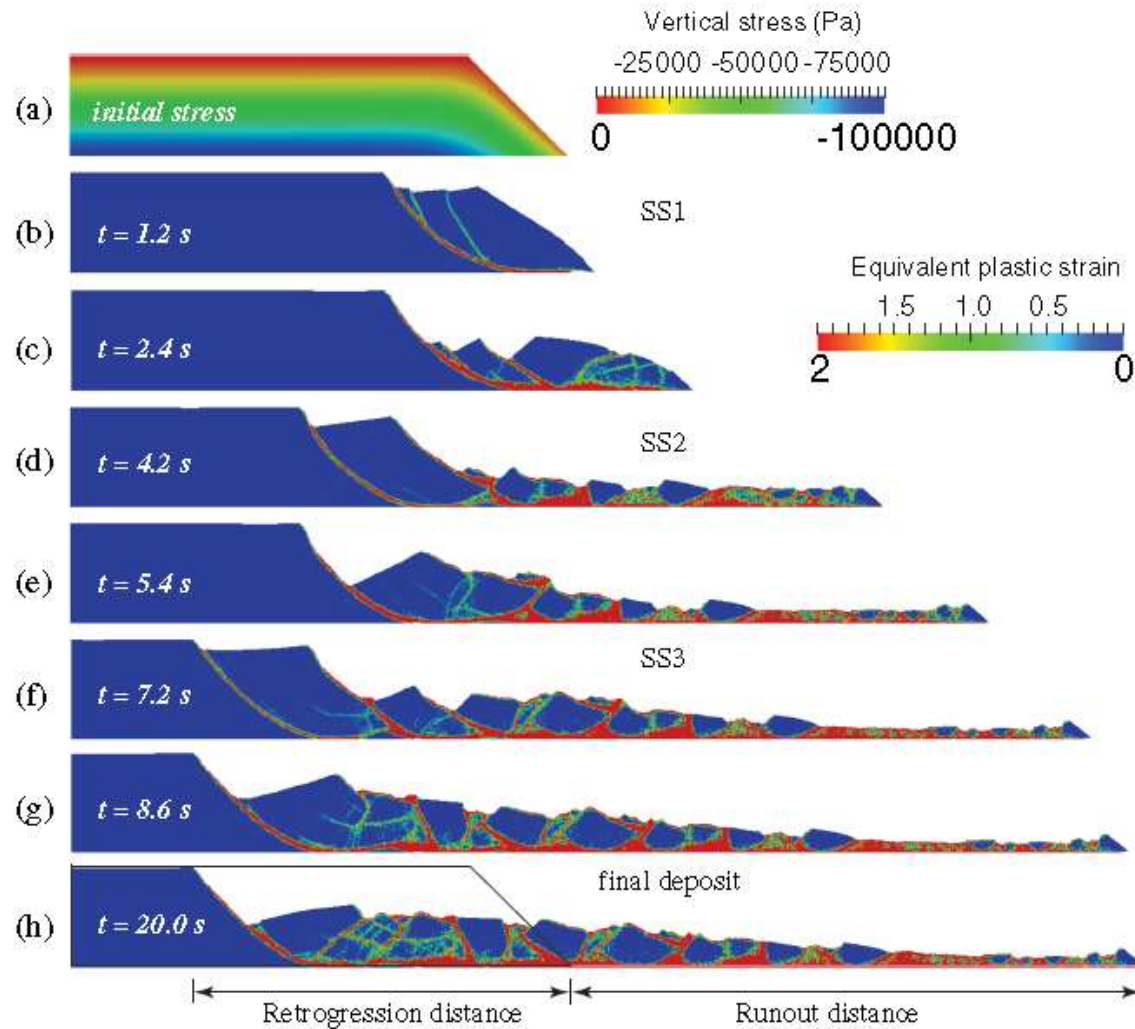 Vertical stress (Pa)
-25000 -50000 -75000
0 -100000
(a) initial stress
(b) t = 1.2 s SS1
Equivalent plastic strain
1.5 1.0 0.5
2 0
(c) t = 2.4 s
(d) t = 4.2 s SS2
(e) t = 5.4 s
(f) t = 7.2 s SS3
(g) t = 8.6 s
(h) t = 20.0 s final deposit
Retrogression distance Runout distance